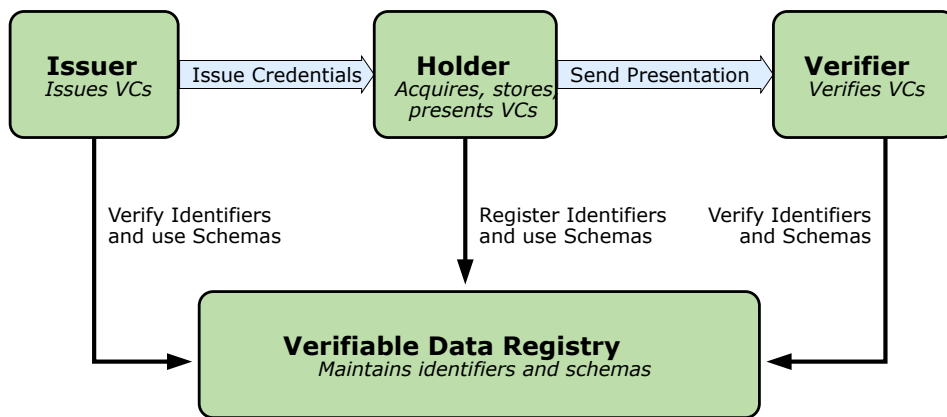 Issuer
Issues VCs
Issue Credentials
Holder
Acquires, stores,
presents VCs
Send Presentation
Verifier
Verifies VCs
Verify Identifiers
and use Schemas
Register Identifiers
and use Schemas
Verify Identifiers
and Schemas
Verifiable Data Registry
Maintains identifiers and schemas